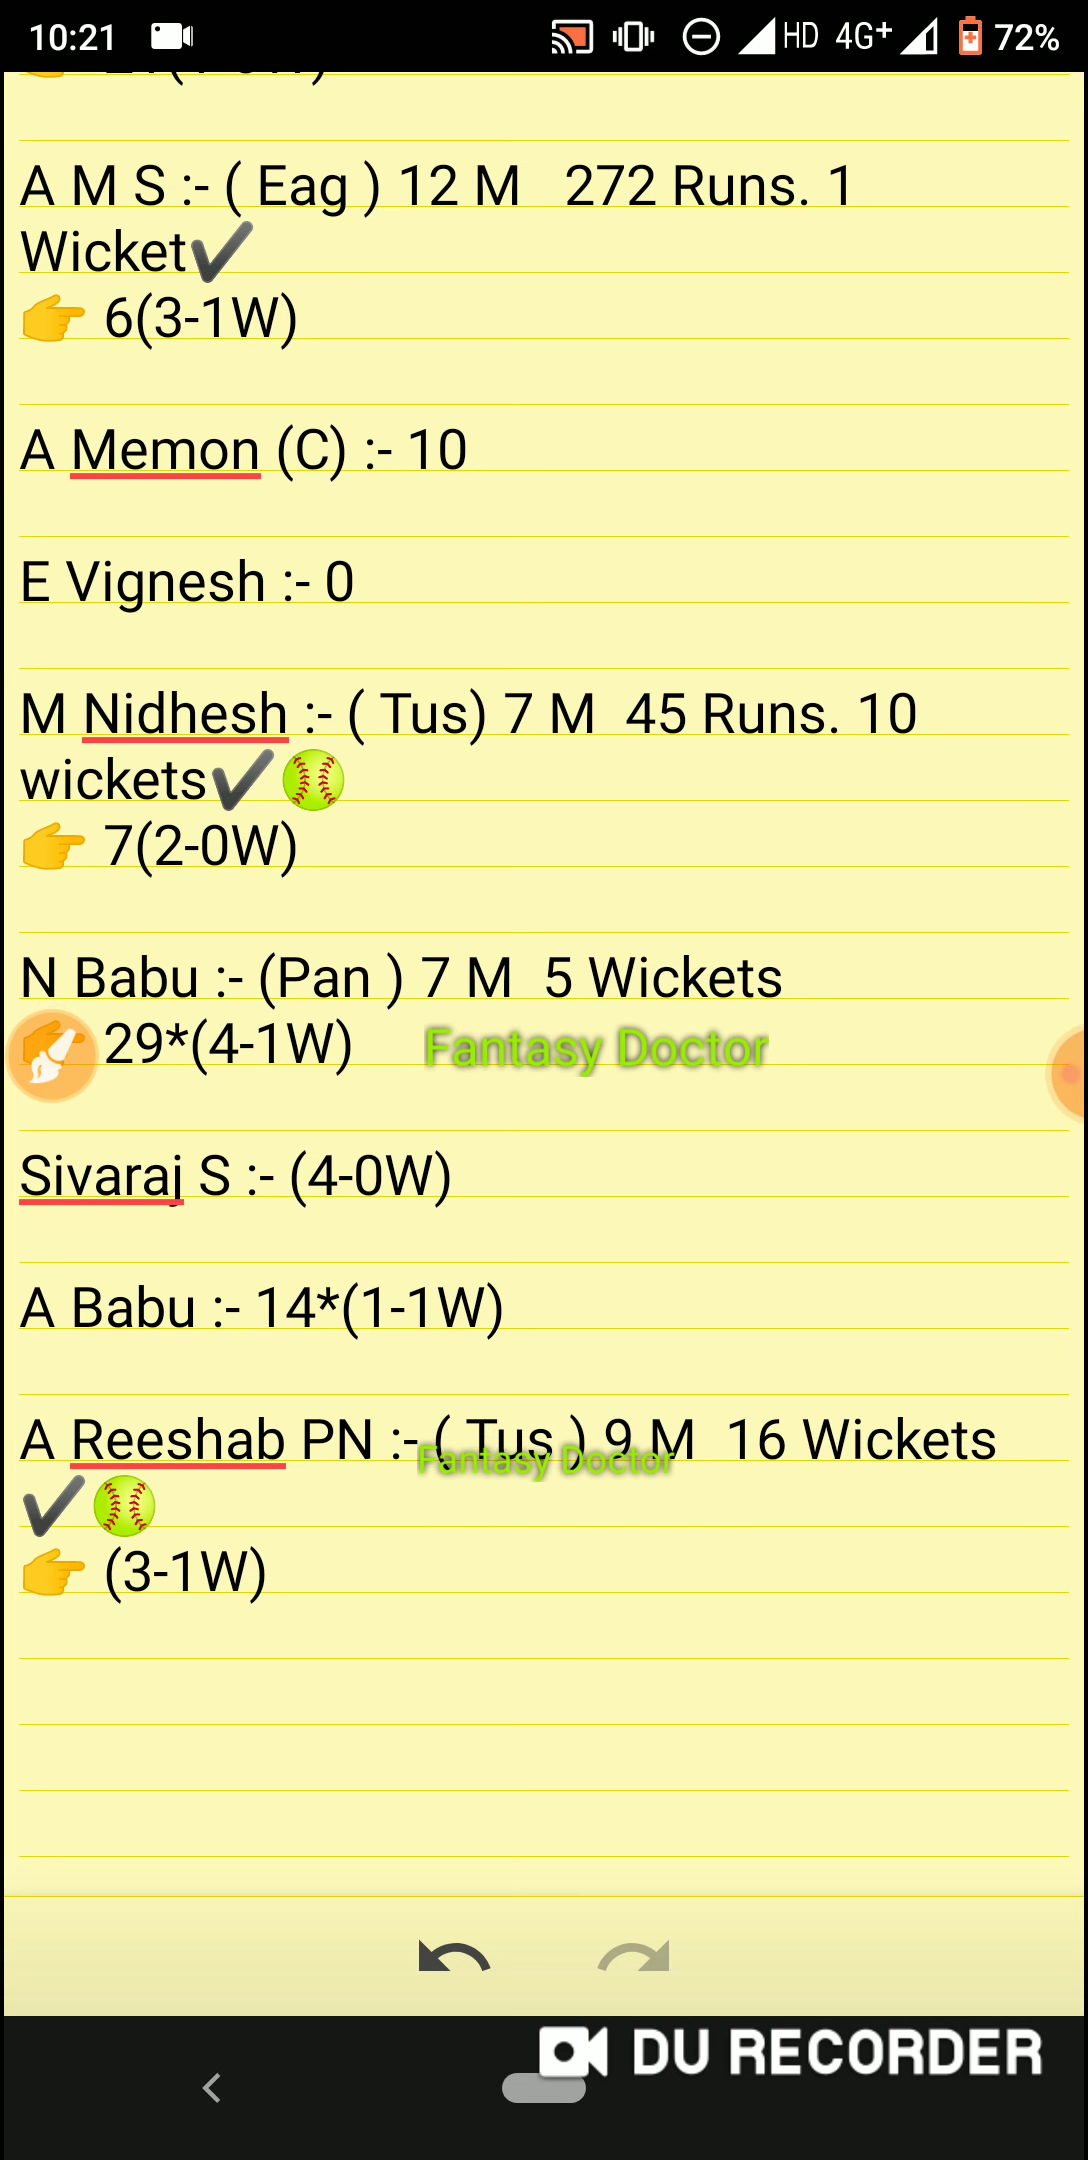 10:21 HD 4G+ 72%
A M S :- ( Eag ) 12 M 272 Runs. 1
Wicket✔
👉 6(3-1W)
A Memon (C) :- 10
E Vignesh :- 0
M Nidhesh :- ( Tus) 7 M 45 Runs. 10
wickets✔🥎
👉 7(2-0W)
N Babu :- (Pan ) 7 M 5 Wickets
👉 29*(4-1W) Fantasy Doctor
Sivaraj S :- (4-0W)
A Babu :- 14*(1-1W)
A Reeshab PN :- ( Tus ) 9 M 16 Wickets
Fantasy Doctor
✔🥎
👉 (3-1W)
DU RECORDER